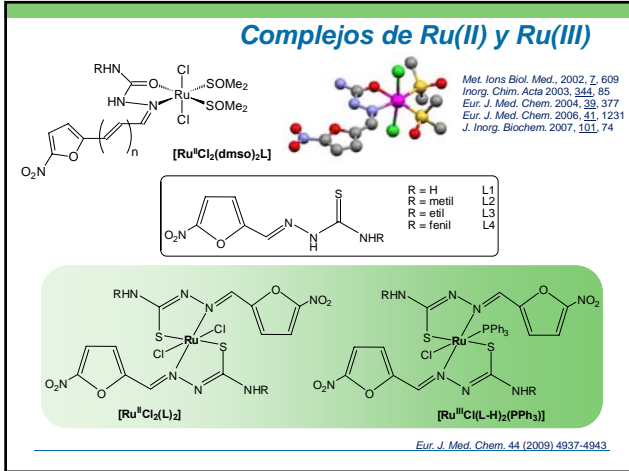 Complejos de Ru(II) y Ru(III)
RHN
Cl
O
SOMe2
HN
N
Ru
SOMe2
Cl
O
n
O2N
[RuIICl2(dmso)2L]
Met. Ions Biol. Med., 2002, 7, 609
Inorg. Chim. Acta 2003, 344, 85
Eur. J. Med Chem. 2004, 39, 377
Eur. J. Med Chem. 2006, 41, 1231
J. Inorg. Biochem. 2007, 101, 74
S
NO2
O
N
N
H
NHR
R = H L1
R = metil L2
R = etil L3
R = fenil L4
RHN
N
N
O
NO2
S
Ru
Cl
Cl
S
O2N
O
N
N
NHR
[RuIICl2(L)2]
RHN
N
N
O
NO2
S
Ru
PPh3
Cl
S
O2N
O
N
N
NHR
[RuIIICl(L-H)2(PPh3)]
Eur. J. Med Chem. 44 (2009) 4937-4943